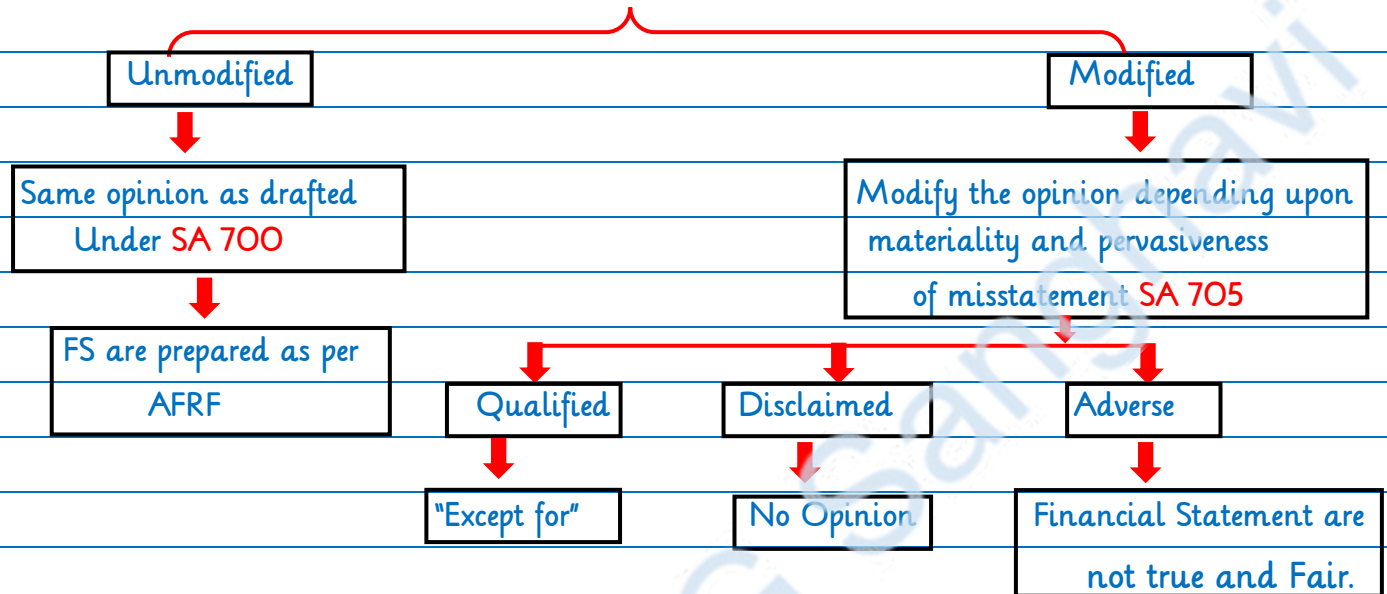 Unmodified
Modified
Same opinion as drafted
Under SA 700
Modify the opinion depending upon
materiality and pervasiveness
of misstatement SA 705
FS are prepared as per
AFRF
Qualified
Disclaimed
Adverse
"Except for"
No Opinion
Financial Statement are
not true and Fair.
G Sanghavi